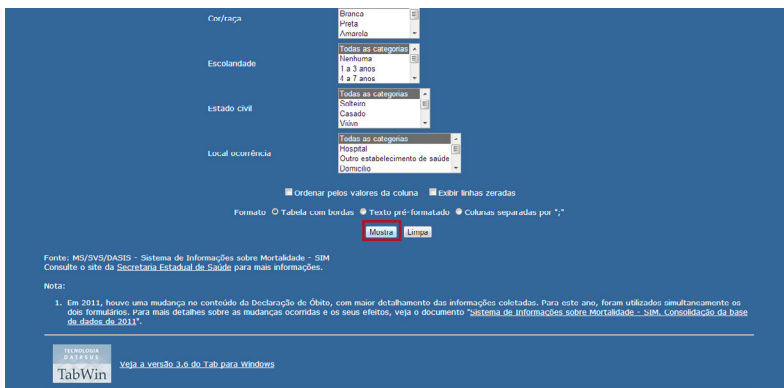 Cor/raça
Branca
Preta
Amarela
Escolaridade
Todas as categorias
Nenhuma
1 a 3 anos
4 a 7 anos
Estado civil
Todas as categorias
Solteiro
Casado
Viúvo
Local ocorrência
Todas as categorias
Hospital
Outro estabelecimento de saúde
Domicílio
Ordenar pelos valores da coluna Exibir linhas zeradas
Formato Tabela com bordas Texto pré-formatado Colunas separadas por ";"
Mostra Limpa
Fonte: MS/SVS/DASIS - Sistema de Informações sobre Mortalidade - SIM
Consulte o site da Secretaria Estadual de Saúde para mais informações.
Nota:
1. Em 2011, houve uma mudança no conteúdo da Declaração de Óbito, com maior detalhamento das informações coletadas. Para este ano, foram utilizados simultaneamente os
dois formulários. Para mais detalhes sobre as mudanças ocorridas e os seus efeitos, veja o documento "Sistema de Informações sobre Mortalidade - SIM. Consolidação da base
de dados de 2011".
TECNOLOGIA
DATASUS
TabWin
Veja a versão 3.6 do Tab para Windows